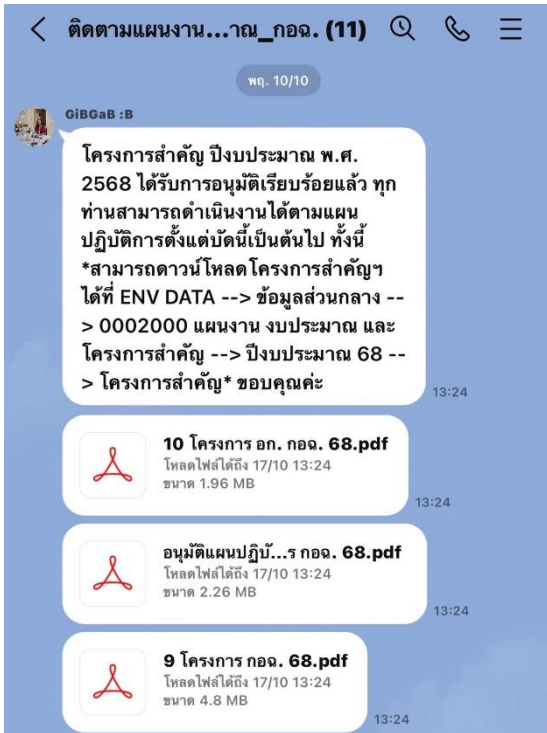 ติดตามแผนงาน...าณ_กอฉ. (11)
พฤ. 10/10
GiBGaB :B
โครงการสำคัญ ปีงบประมาณ พ.ศ.
2568 ได้รับการอนุมัติเรียบร้อยแล้ว ทุก
ท่านสามารถดำเนินงานได้ตามแผน
ปฏิบัติการตั้งแต่บัดนี้เป็นต้นไป ทั้งนี้
*สามารถดาวน์โหลดโครงการสำคัญฯ
ได้ที่ ENV DATA --> ข้อมูลส่วนกลาง --
> 0002000 แผนงาน งบประมาณ และ
โครงการสำคัญ --> ปีงบประมาณ 68 --
> โครงการสำคัญ* ขอบคุณค่ะ
13:24
10 โครงการ อก. กอฉ. 68.pdf
โหลดไฟล์ได้ถึง 17/10 13:24
ขนาด 1.96 MB
13:24
อนุมัติแผนปฏิบั...ร กอฉ. 68.pdf
โหลดไฟล์ได้ถึง 17/10 13:24
ขนาด 2.26 MB
13:24
9 โครงการ กอฉ. 68.pdf
โหลดไฟล์ได้ถึง 17/10 13:24
ขนาด 4.8 MB
13:24